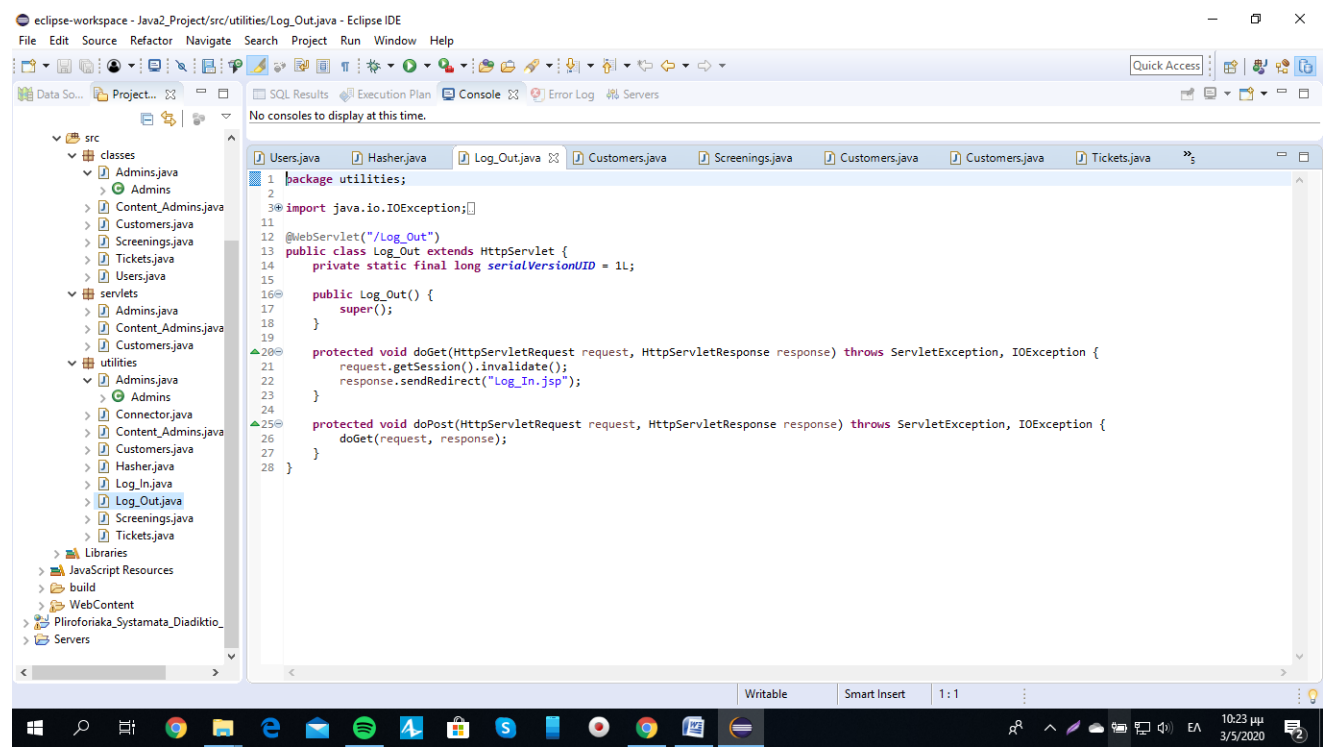 eclipse-workspace - Java2_Project/src/utilities/Log_Out.java - Eclipse IDE
File Edit Source Refactor Navigate Search Project Run Window Help
Quick Access
Data So... Project...
SQL Results Execution Plan Console Error Log Servers
No consoles to display at this time.
src
classes
Admins.java
Admins
Content_Admins.java
Customers.java
Screenings.java
Tickets.java
Users.java
servlets
Admins.java
Content_Admins.java
Customers.java
utilities
Admins.java
Admins
Connector.java
Content_Admins.java
Customers.java
Hasher.java
Log_In.java
Log_Out.java
Screenings.java
Tickets.java
Libraries
JavaScript Resources
build
WebContent
Pliroforiaka_Systamata_Diadiktio_
Servers
Users.java Hasher.java Log_Out.java Customers.java Screenings.java Customers.java Customers.java Tickets.java »5
1 package utilities;
2
3 import java.io.IOException;
11
12 @WebServlet("/Log_Out")
13 public class Log_Out extends HttpServlet {
14 private static final long serialVersionUID = 1L;
15
16 public Log_Out() {
17 super();
18 }
19
20 protected void doGet(HttpServletRequest request, HttpServletResponse response) throws ServletException, IOException {
21 request.getSession().invalidate();
22 response.sendRedirect("Log_In.jsp");
23 }
24
25 protected void doPost(HttpServletRequest request, HttpServletResponse response) throws ServletException, IOException {
26 doGet(request, response);
27 }
28 }
Writable Smart Insert 1 : 1
ΕΛ
10:23 μμ
3/5/2020
2